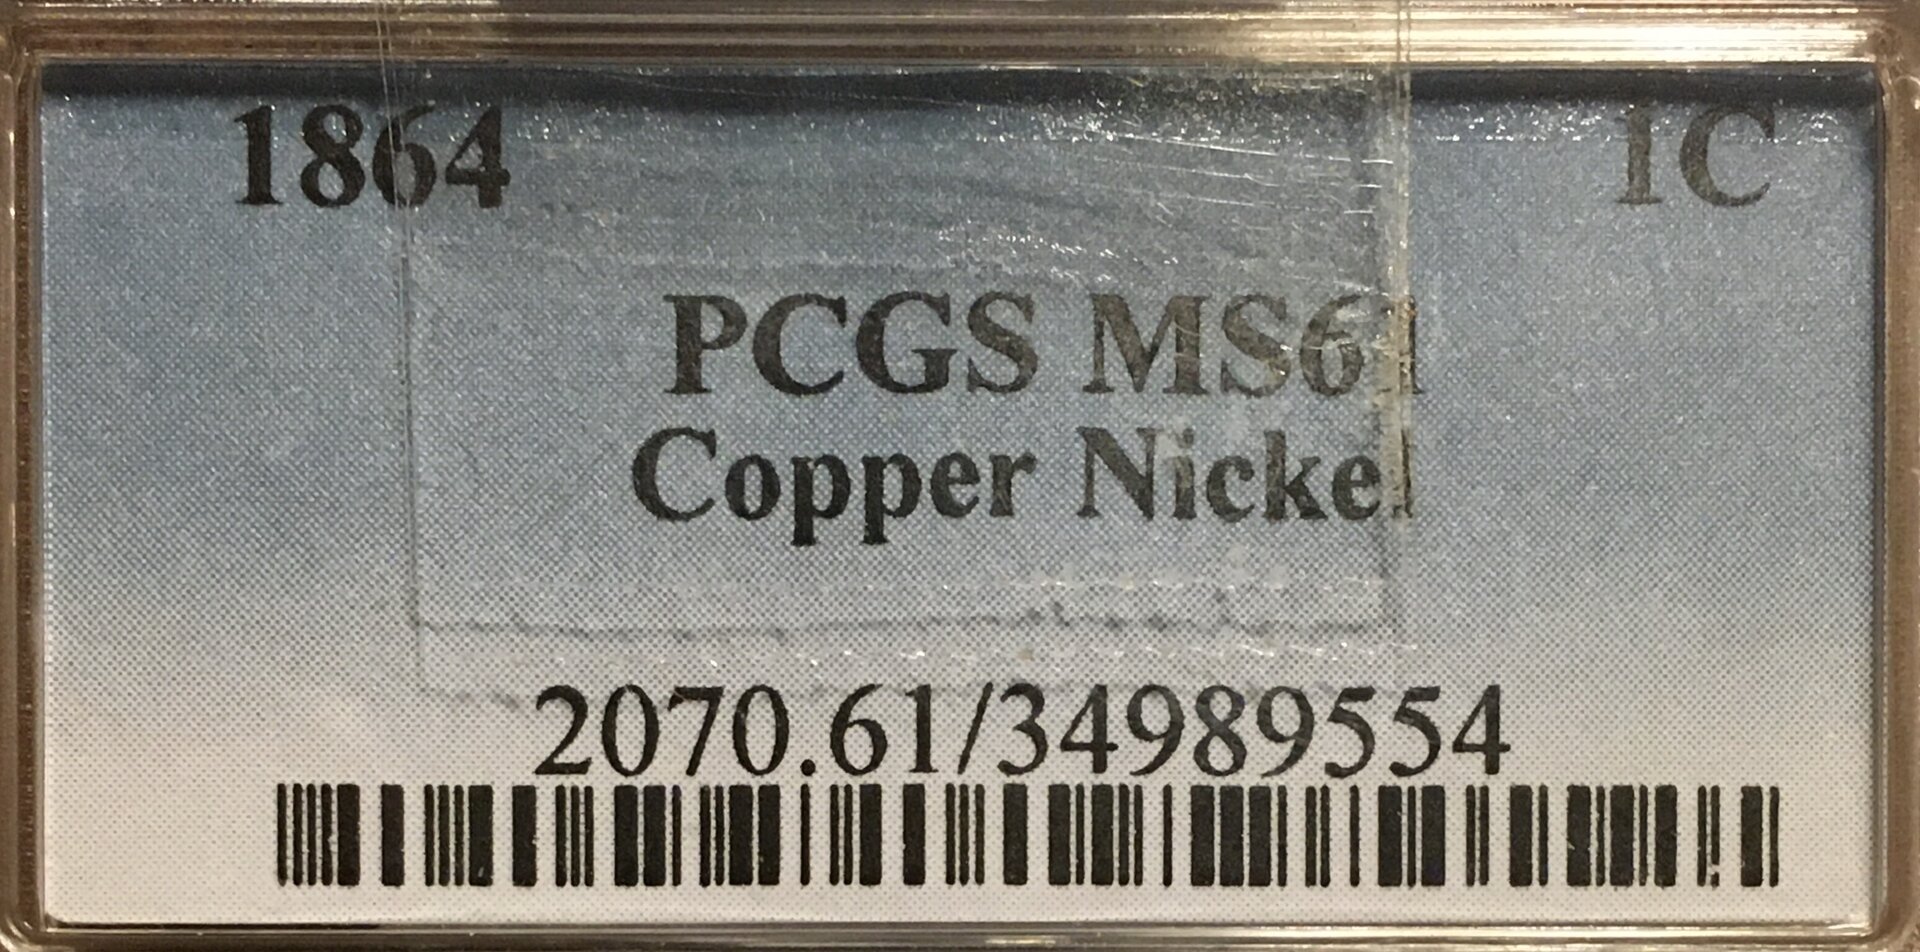 1864 1C
PCGS MS61
Copper Nickel
2070.61/34989554